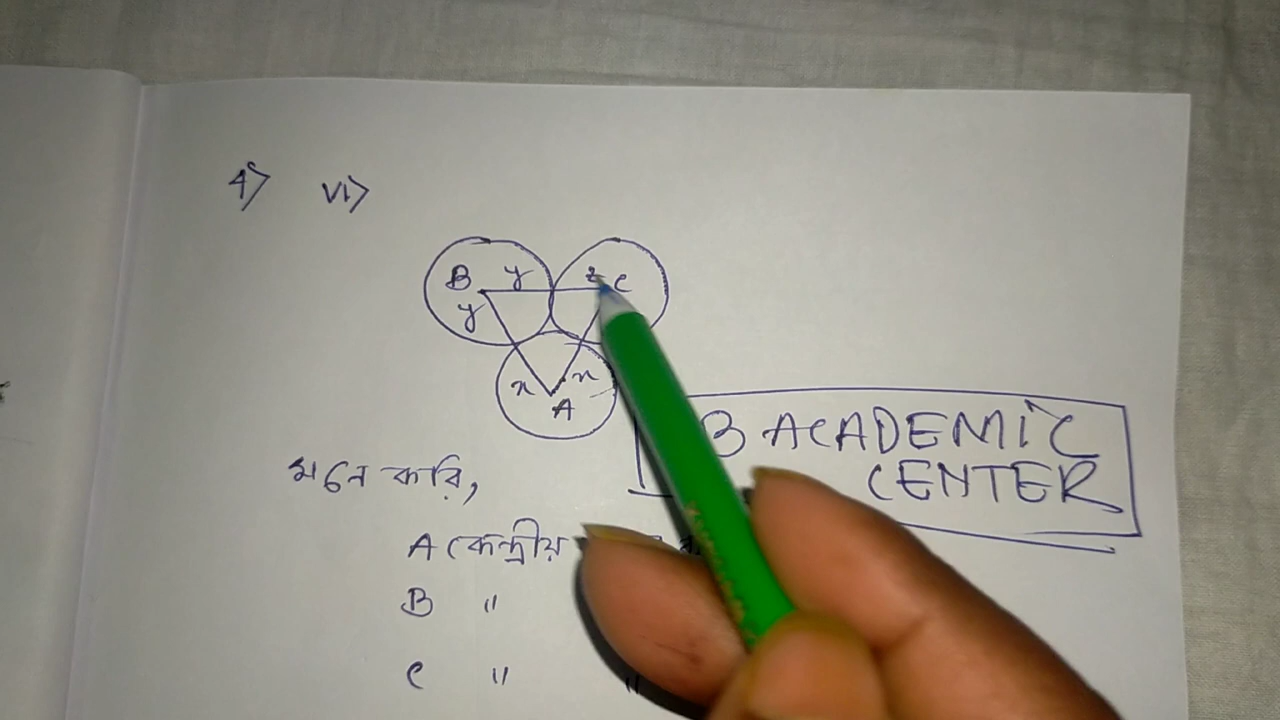 4) vi)
B y z C
y
x x
A
B ACADEMIC
CENTER
মনে করি,
A কেন্দ্রীয়
B "
C " "